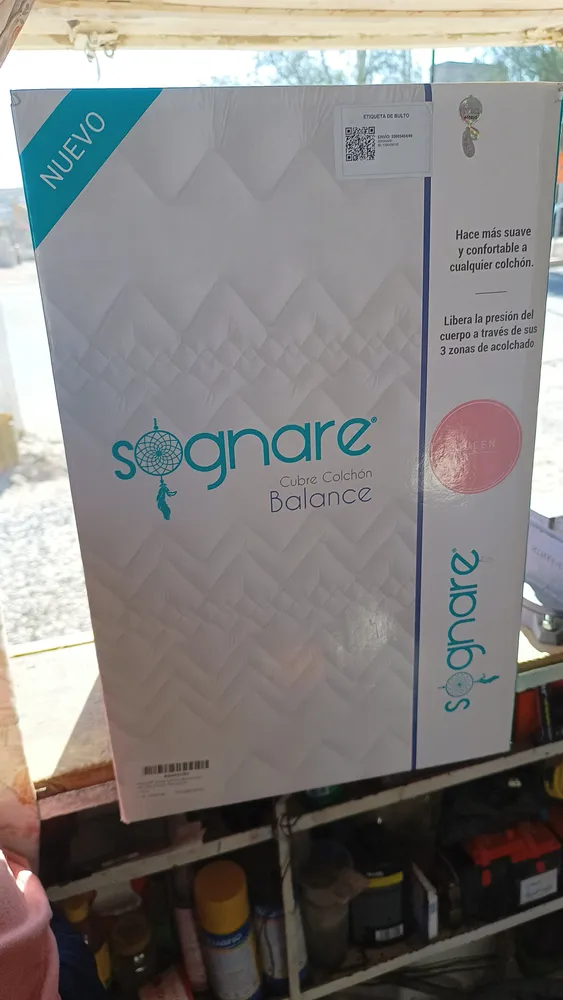 NUEVO
ETIQUETA DE BULTO
Hace más suave
y confortable a
cualquier colchón.
Libera la presión del
cuerpo a través de sus
3 zonas de acolchado
sognare®
Cubre Colchón
Balance
sognare®